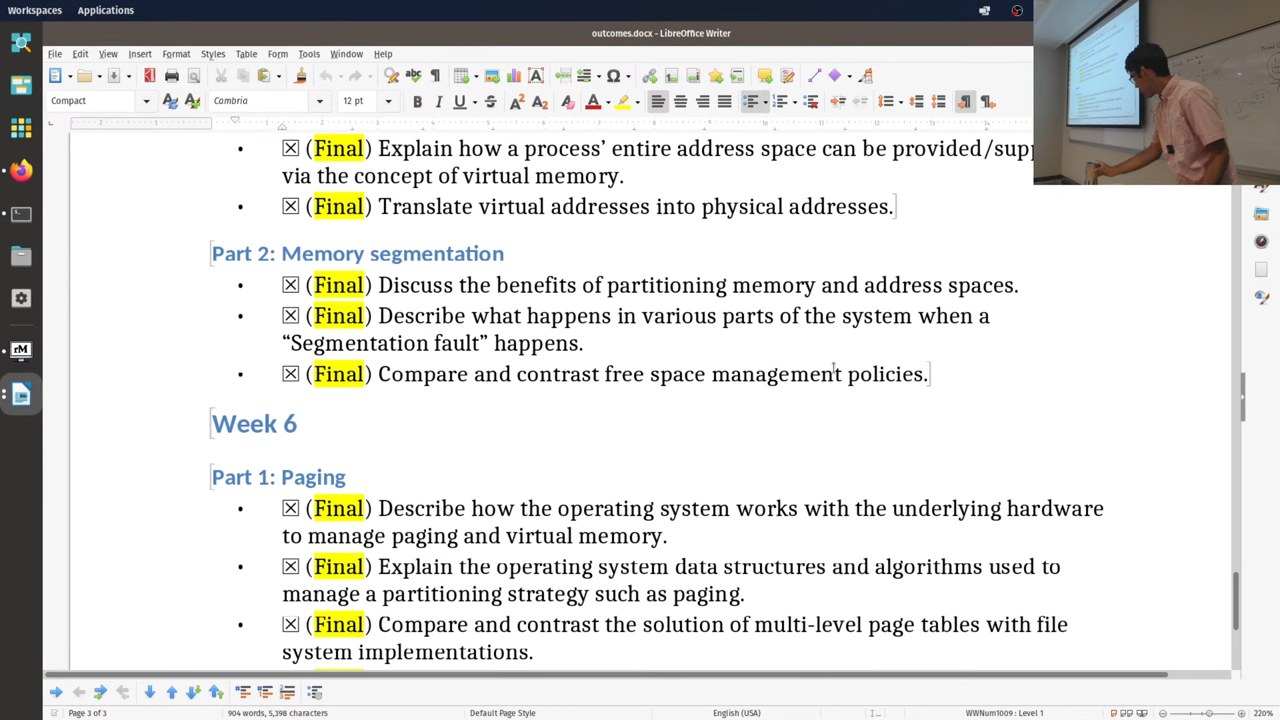 Workspaces Applications
outcomes.docx - LibreOffice Writer
File Edit View Insert Format Styles Table Form Tools Window Help
Compact Cambria 12 pt
• ☒ (Final) Explain how a process’ entire address space can be provided/supp
via the concept of virtual memory.
• ☒ (Final) Translate virtual addresses into physical addresses.
Part 2: Memory segmentation
• ☒ (Final) Discuss the benefits of partitioning memory and address spaces.
• ☒ (Final) Describe what happens in various parts of the system when a
“Segmentation fault” happens.
• ☒ (Final) Compare and contrast free space management policies.
Week 6
Part 1: Paging
• ☒ (Final) Describe how the operating system works with the underlying hardware
to manage paging and virtual memory.
• ☒ (Final) Explain the operating system data structures and algorithms used to
manage a partitioning strategy such as paging.
• ☒ (Final) Compare and contrast the solution of multi-level page tables with file
system implementations.
Page 3 of 3 904 words, 5,398 characters Default Page Style English (USA) WWNum1009 : Level 1 220%